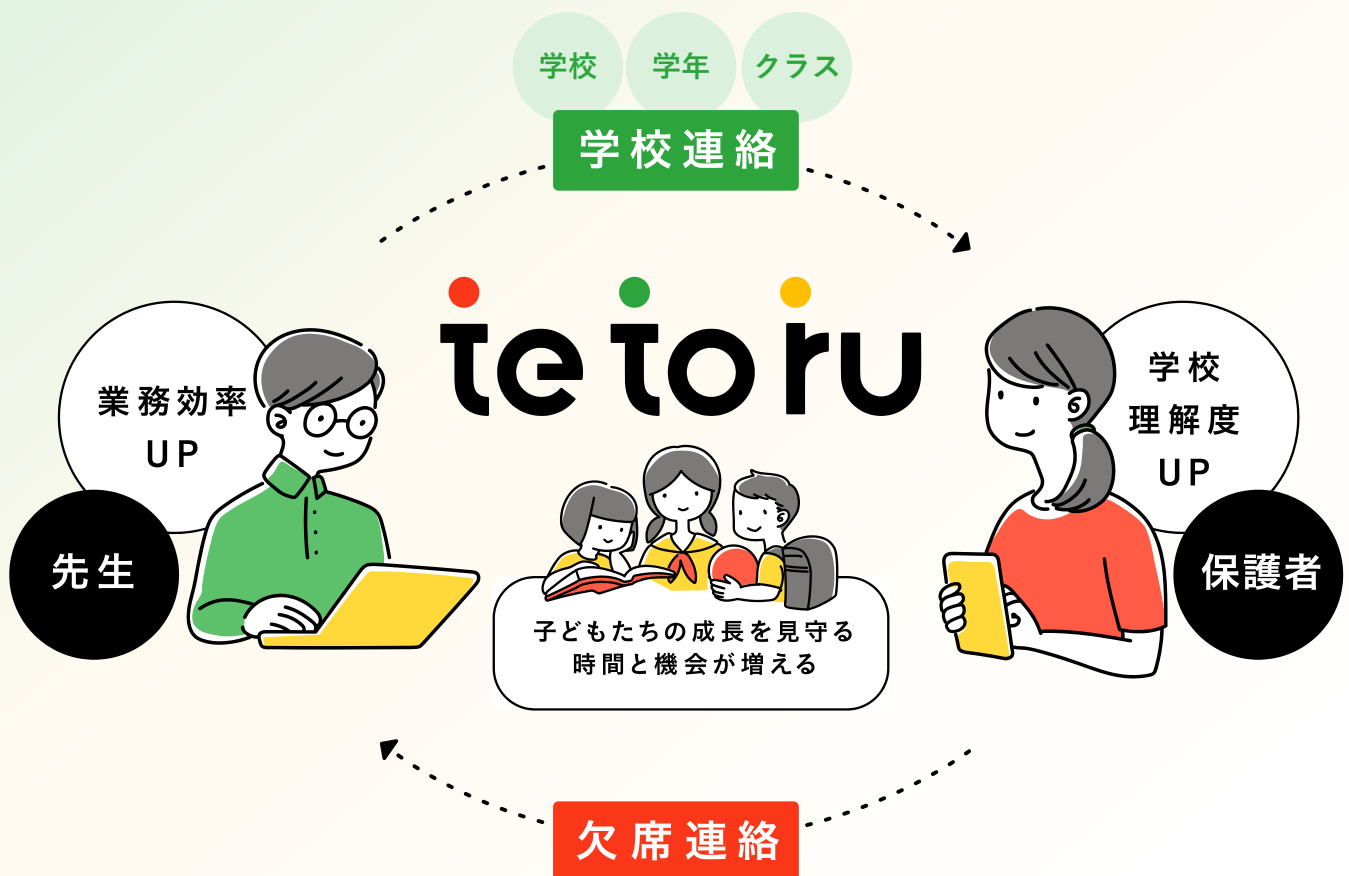 学校
学年
クラス
学校連絡
tetoru
業務効率
UP
先生
学校
理解度
UP
保護者
子どもたちの成長を見守る
時間と機会が増える
欠席連絡